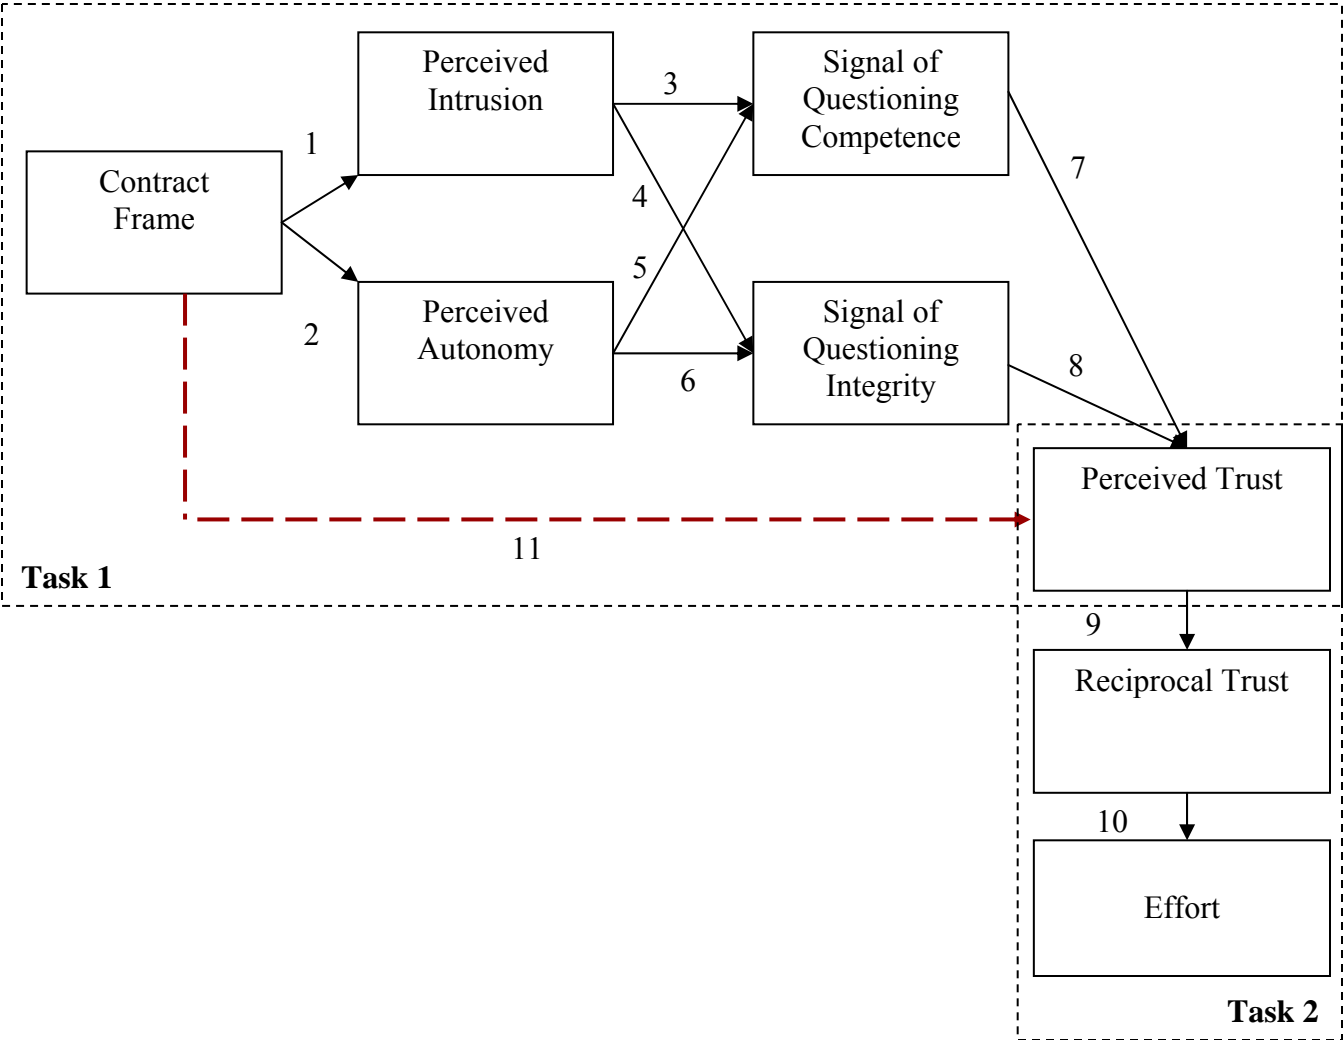 Perceived
Intrusion
3
Signal of
Questioning
Competence
1
Contract
Frame
7
4
5
2
Perceived
Autonomy
6
Signal of
Questioning
Integrity
8
Perceived Trust
11
Task 1
9
Reciprocal Trust
10
Effort
Task 2